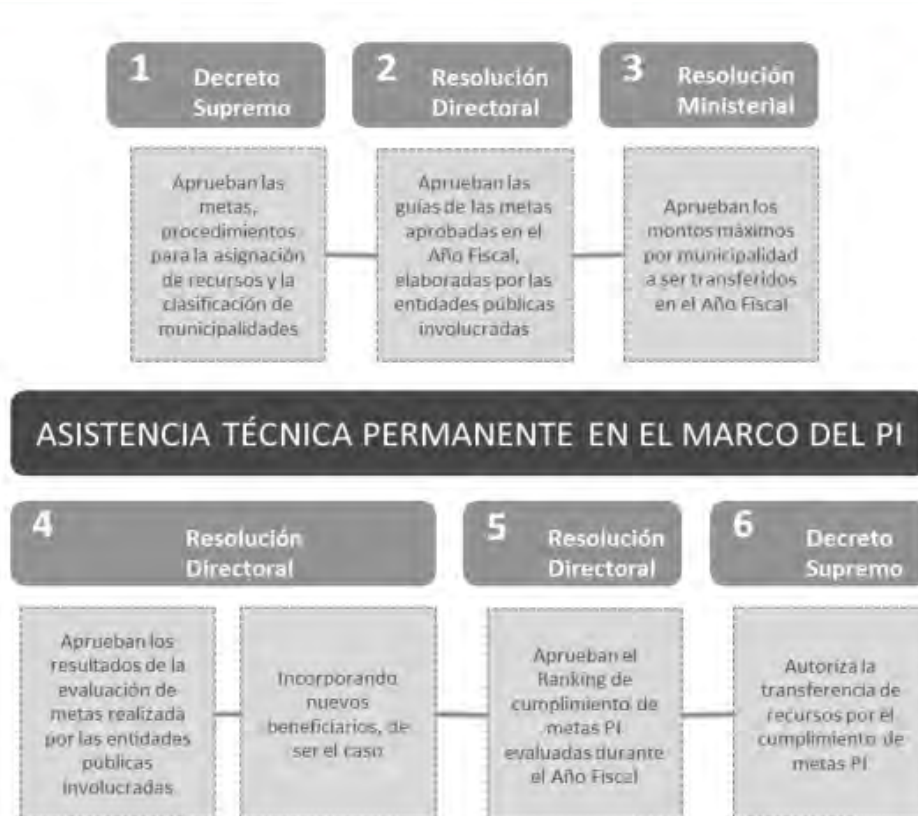 1
Decreto
Supremo
2
Resolución
Directoral
3
Resolución
Ministerial
Aprueban las
metas,
procedimientos
para la asignación
de recursos y la
clasificación de
municipalidades
Aprueban las
guías de las metas
aprobadas en el
Año Fiscal,
elaboradas por las
entidades públicas
involucradas
Aprueban los
montos máximos
por municipalidad
a ser transferidos
en el Año Fiscal
ASISTENCIA TÉCNICA PERMANENTE EN EL MARCO DEL PI
4
Resolución
Directoral
5
Resolución
Directoral
6
Decreto
Supremo
Aprueban los
resultados de la
evaluación de
metas realizada
por las entidades
públicas
involucradas
Incorporando
nuevos
beneficiarios, de
ser el caso
Aprueban el
Ranking de
cumplimiento de
metas PI
evaluadas durante
el Año Fiscal
Autoriza la
transferencia de
recursos por el
cumplimiento de
metas PI